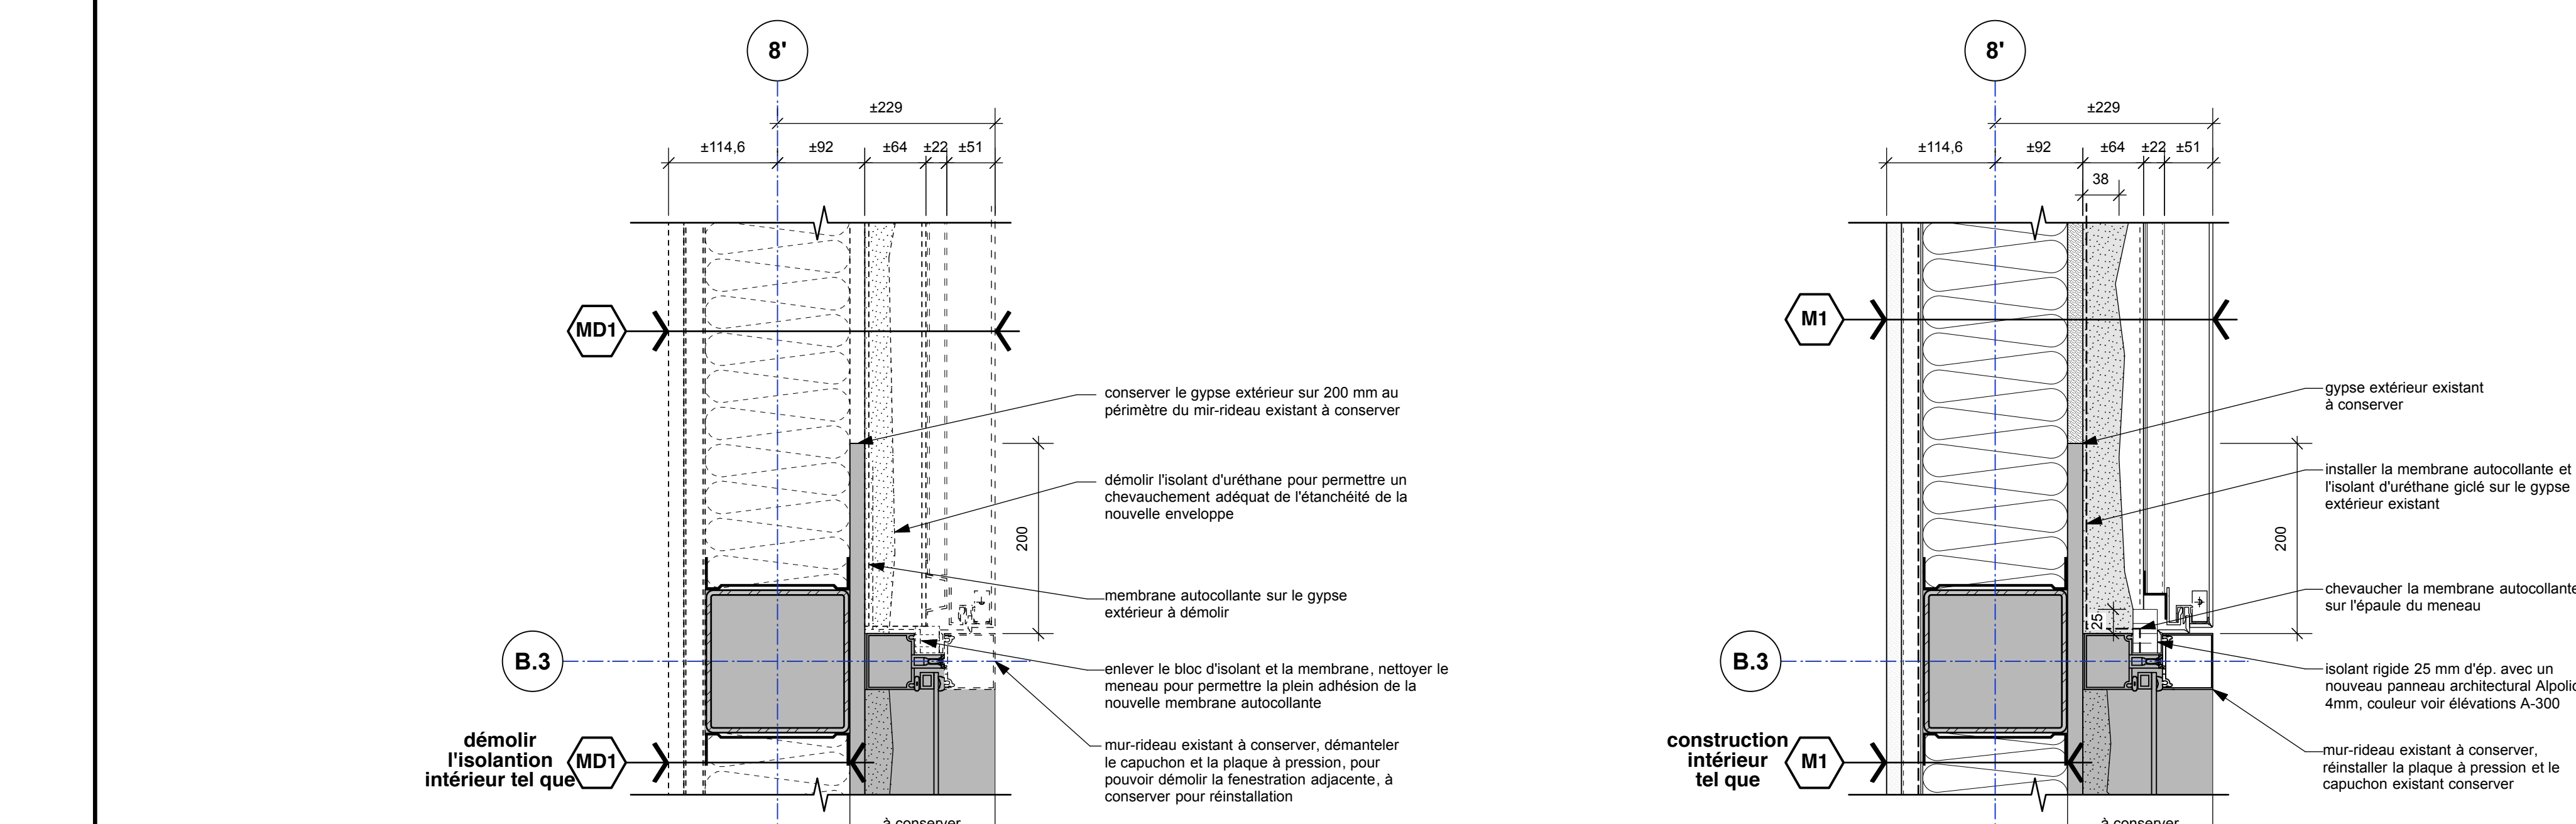 8'
±229
±114,6 ±92 ±64 ±22 ±51
MD1
conserver le gypse extérieur sur 200 mm au
périmètre du mir-rideau existant à conserver
démolir l'isolant d'uréthane pour permettre un
chevauchement adéquat de l'étanchéité de la
nouvelle enveloppe
200
membrane autocollante sur le gypse
extérieur à démolir
B.3
enlever le bloc d'isolant et la membrane, nettoyer le
meneau pour permettre la plein adhésion de la
nouvelle membrane autocollante
démolir
l'isolantion
intérieur tel que
MD1
mur-rideau existant à conserver, démanteler
le capuchon et la plaque à pression, pour
pouvoir démolir la fenestration adjacente, à
conserver pour réinstallation
à conserver
8'
±229
±114,6 ±92 ±64 ±22 ±51
38
M1
gypse extérieur existant
à conserver
installer la membrane autocollante et
l'isolant d'uréthane giclé sur le gypse
extérieur existant
200
chevaucher la membrane autocollante
sur l'épaule du meneau
25
B.3
isolant rigide 25 mm d'ép. avec un
nouveau panneau architectural Alpolic
4mm, couleur voir élévations A-300
construction
intérieur
tel que
M1
mur-rideau existant à conserver,
réinstaller la plaque à pression et le
capuchon existant conserver
à conserver